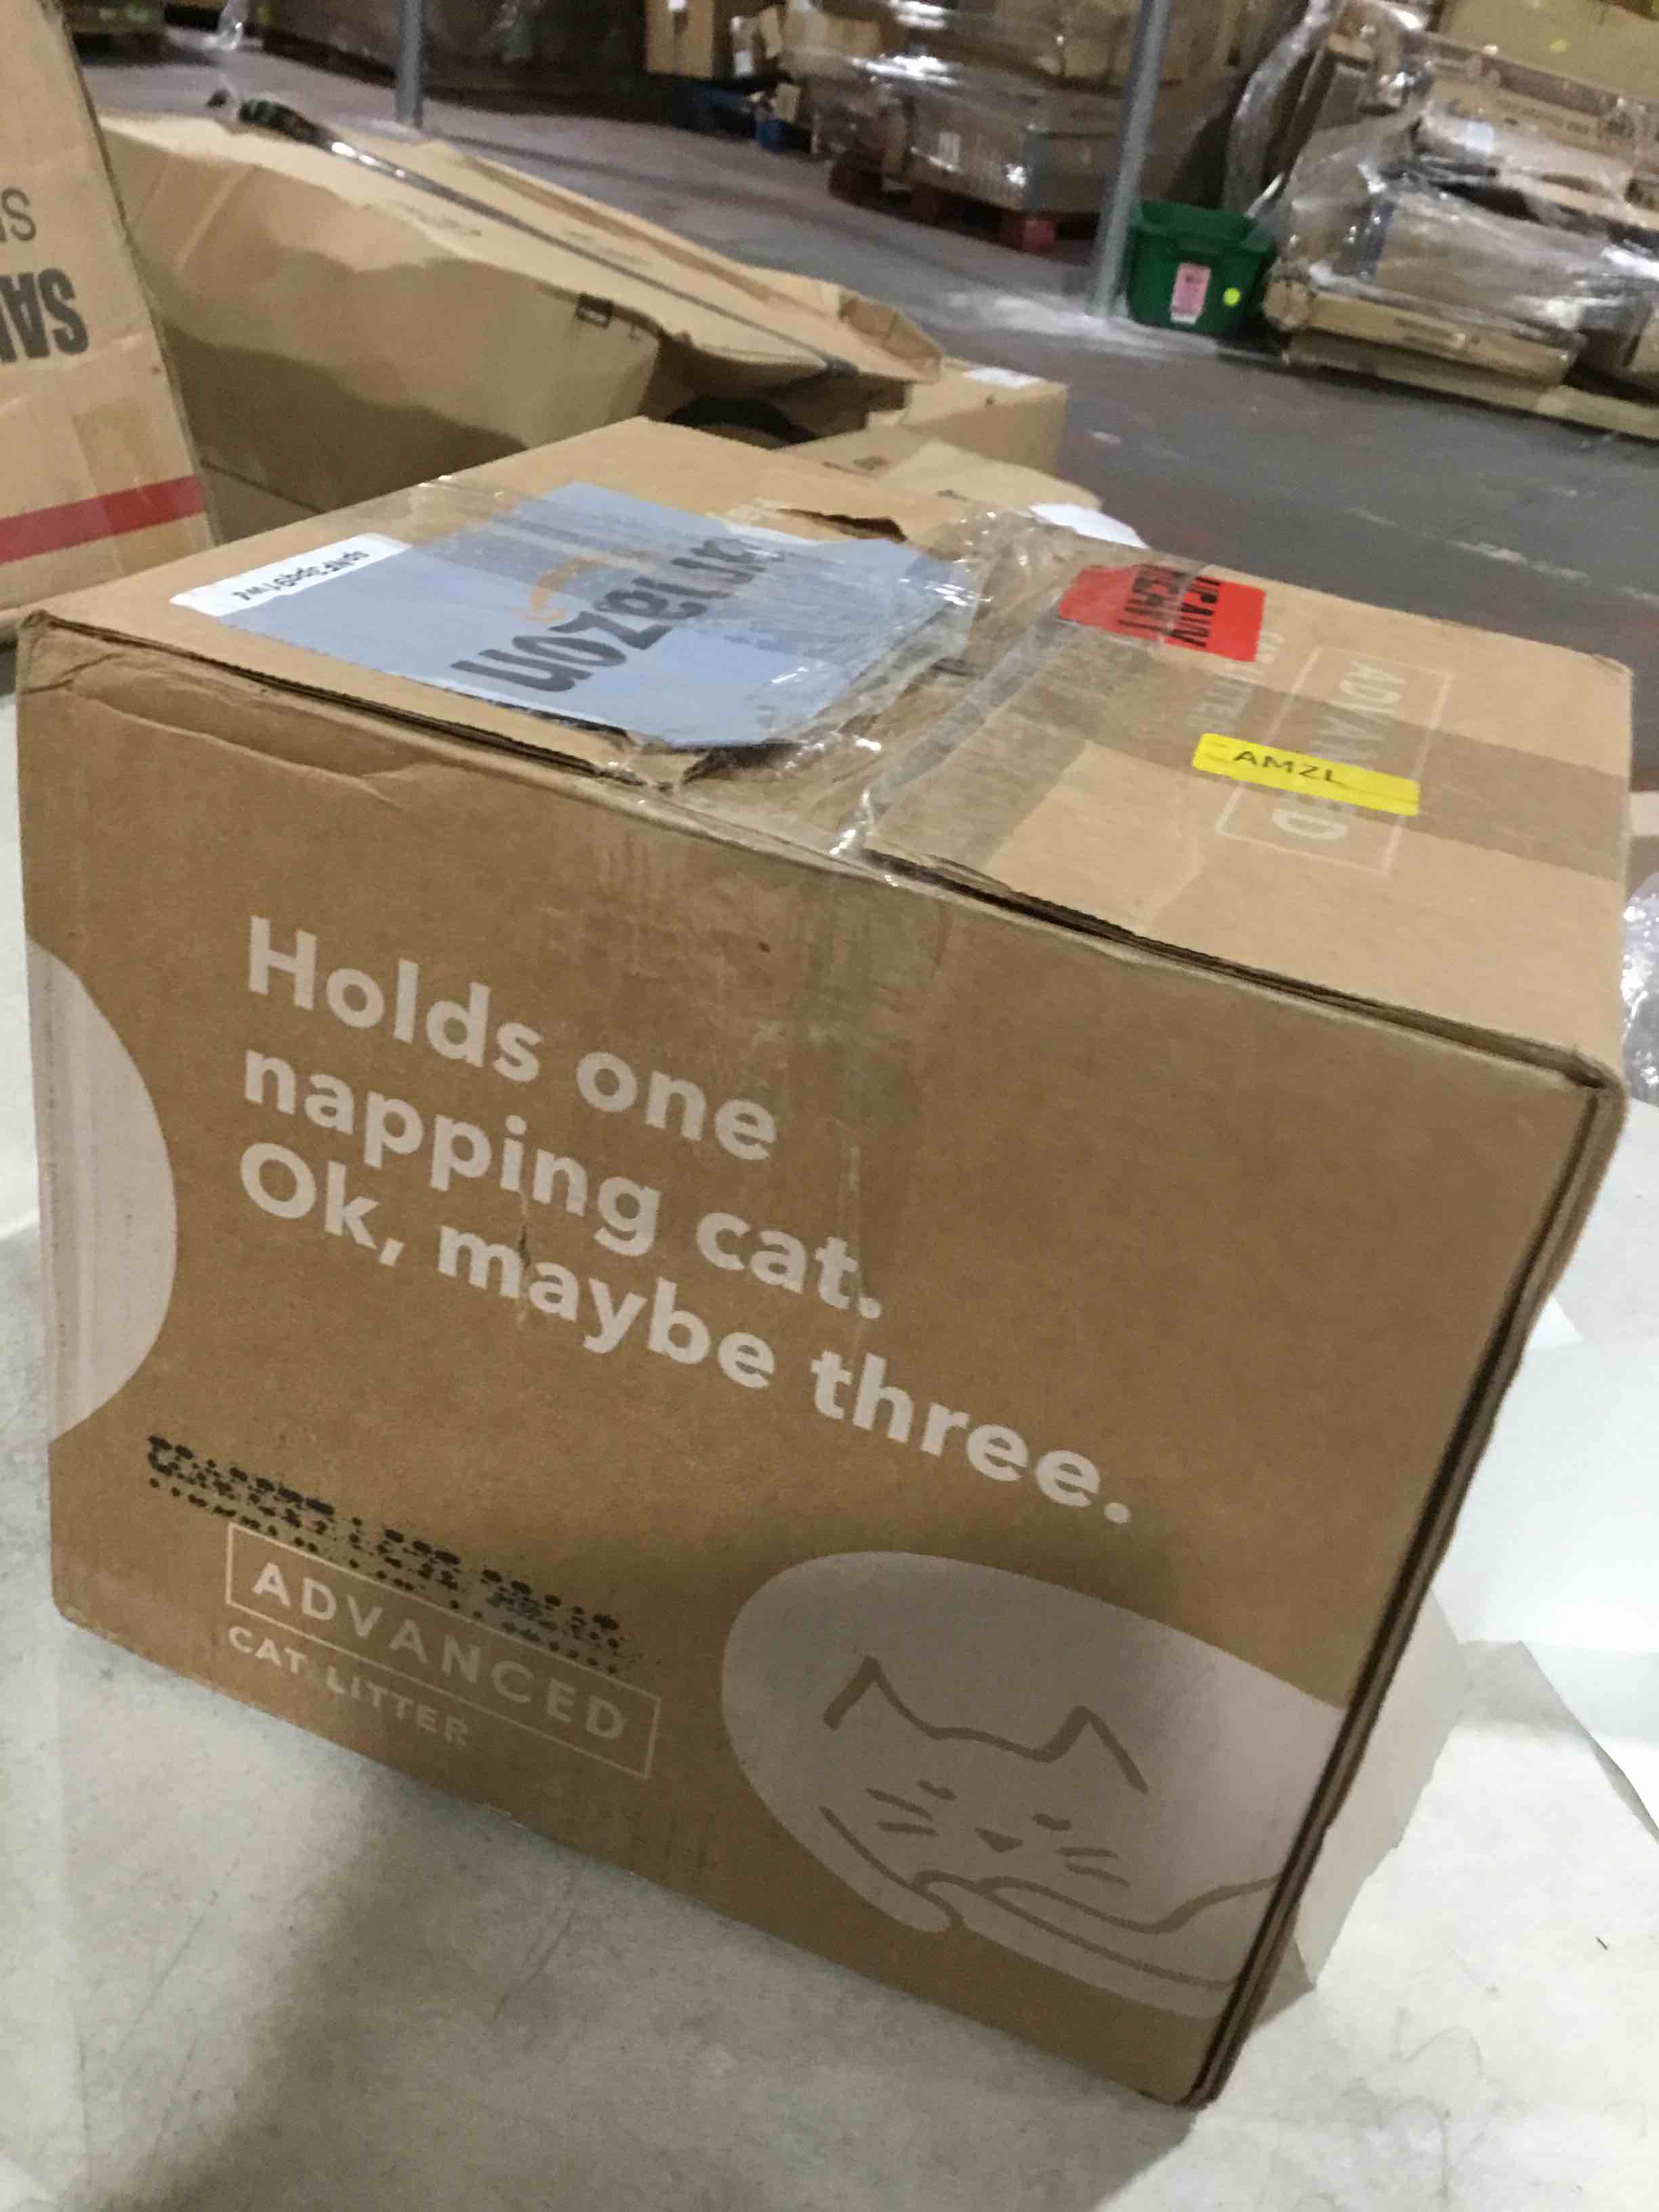 amazon
AMZL
ADVANCED
Holds one
napping cat.
Ok, maybe three.
ADVANCED
CAT LITTER